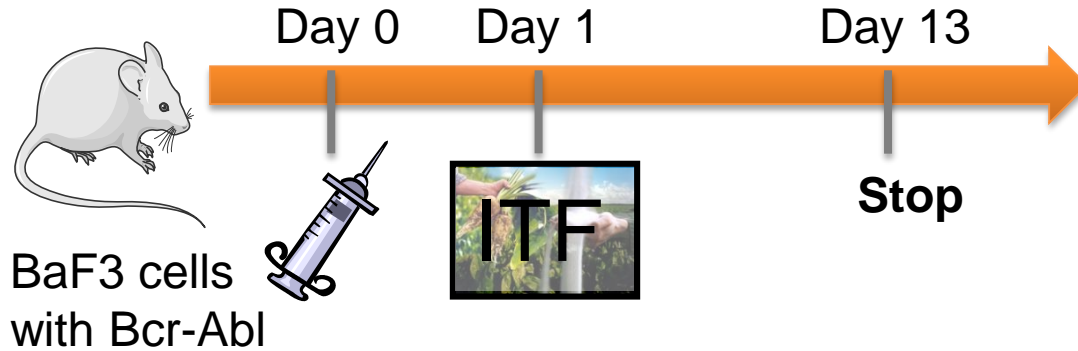 Day 0 Day 1 Day 13
ITF
Stop
BaF3 cells
with Bcr-Abl